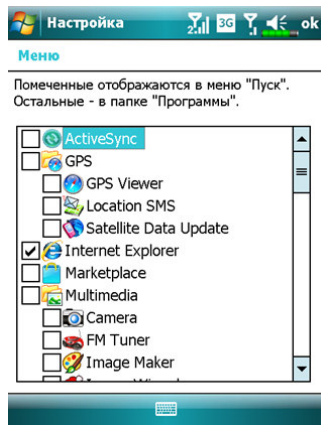 Настройка 2. 3G ok
Меню
Помеченные отображаются в меню "Пуск".
Остальные - в папке "Программы".
ActiveSync
GPS
GPS Viewer
Location SMS
Satellite Data Update
Internet Explorer
Marketplace
Multimedia
Camera
FM Tuner
Image Maker